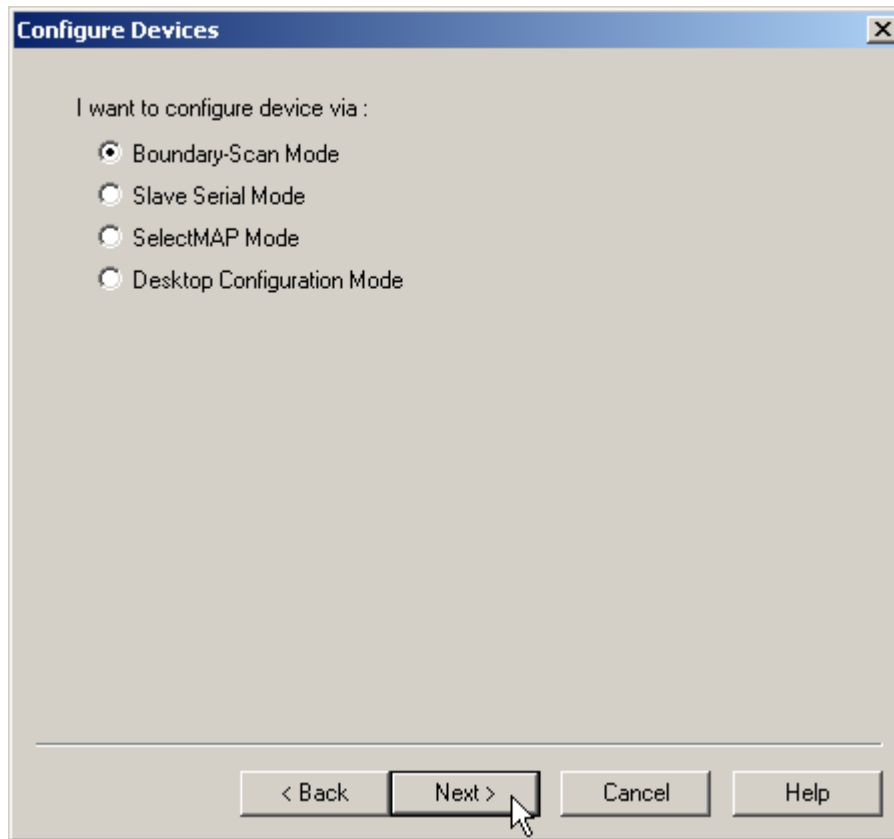 Configure Devices
I want to configure device via :
Boundary-Scan Mode
Slave Serial Mode
SelectMAP Mode
Desktop Configuration Mode
< Back Next > Cancel Help